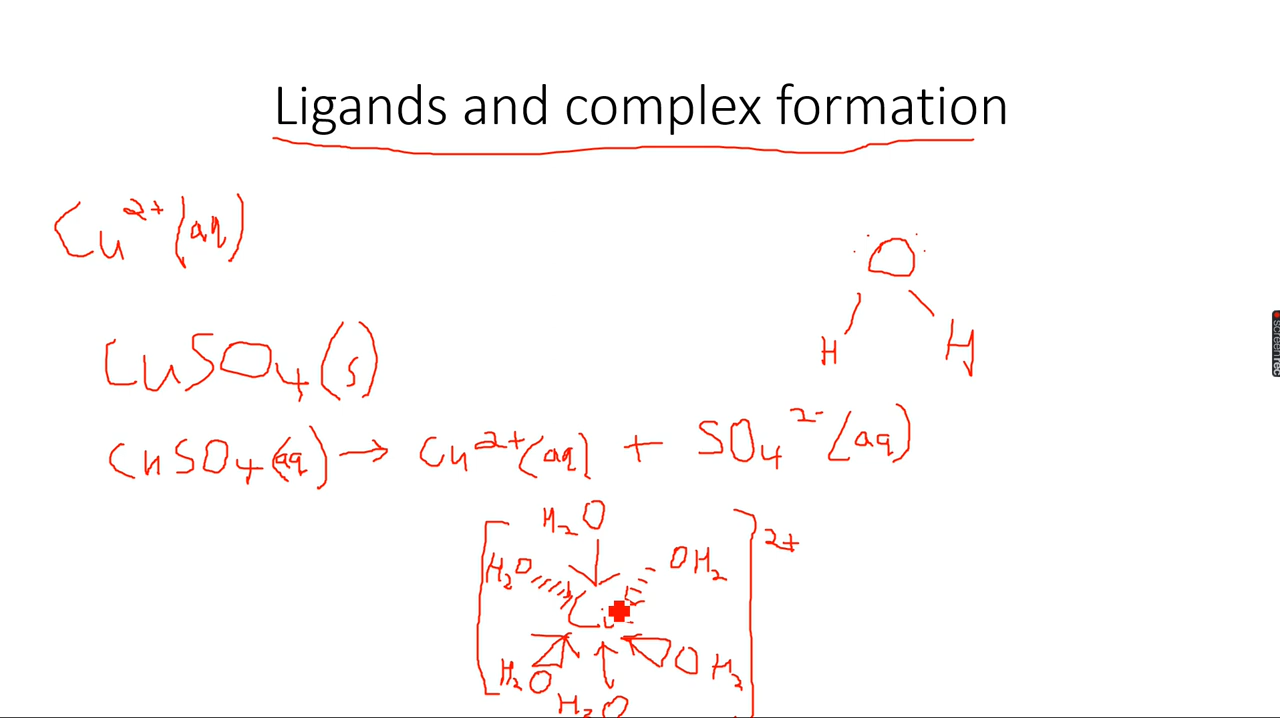 Ligands and complex formation
Cu²⁺(aq)
O
H H
CuSO₄(s)
CuSO₄(aq) → Cu²⁺(aq) + SO₄²⁻(aq)
H₂O
2+
H₂O OH₂
Cu
H₂O OH₂
H₂O
screenrec